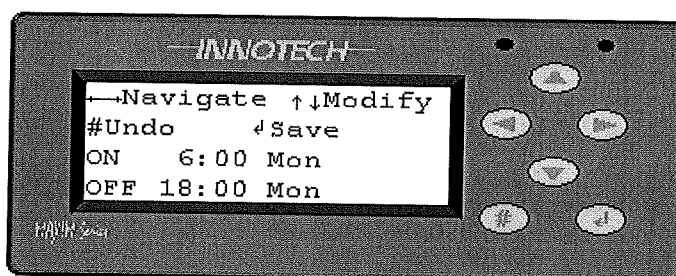 INNOTECH
←→Navigate ↑↓Modify
#Undo ↲Save
ON 6:00 Mon
OFF 18:00 Mon
#
↲